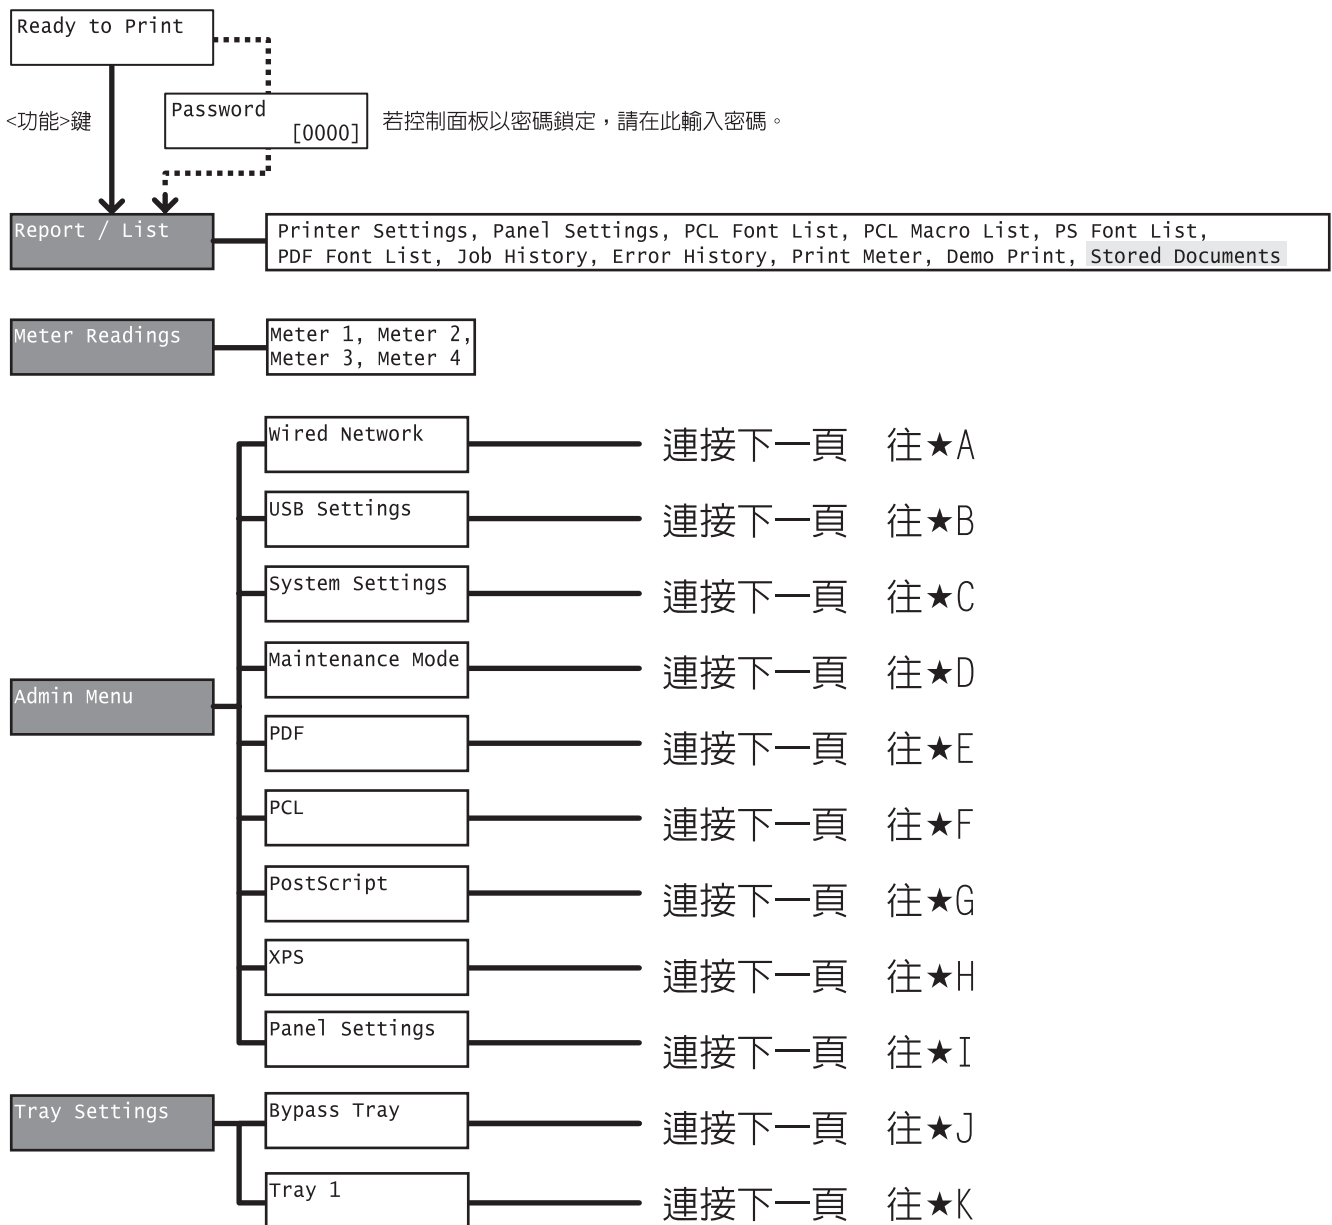 Ready to Print
<功能>鍵
Password
[0000]
若控制面板以密碼鎖定，請在此輸入密碼。
Report / List
Printer Settings, Panel Settings, PCL Font List, PCL Macro List, PS Font List,
PDF Font List, Job History, Error History, Print Meter, Demo Print, Stored Documents
Meter Readings
Meter 1, Meter 2,
Meter 3, Meter 4
Wired Network
連接下一頁 往★A
USB Settings
連接下一頁 往★B
System Settings
連接下一頁 往★C
Maintenance Mode
連接下一頁 往★D
Admin Menu
PDF
連接下一頁 往★E
PCL
連接下一頁 往★F
PostScript
連接下一頁 往★G
XPS
連接下一頁 往★H
Panel Settings
連接下一頁 往★I
Tray Settings
Bypass Tray
連接下一頁 往★J
Tray 1
連接下一頁 往★K